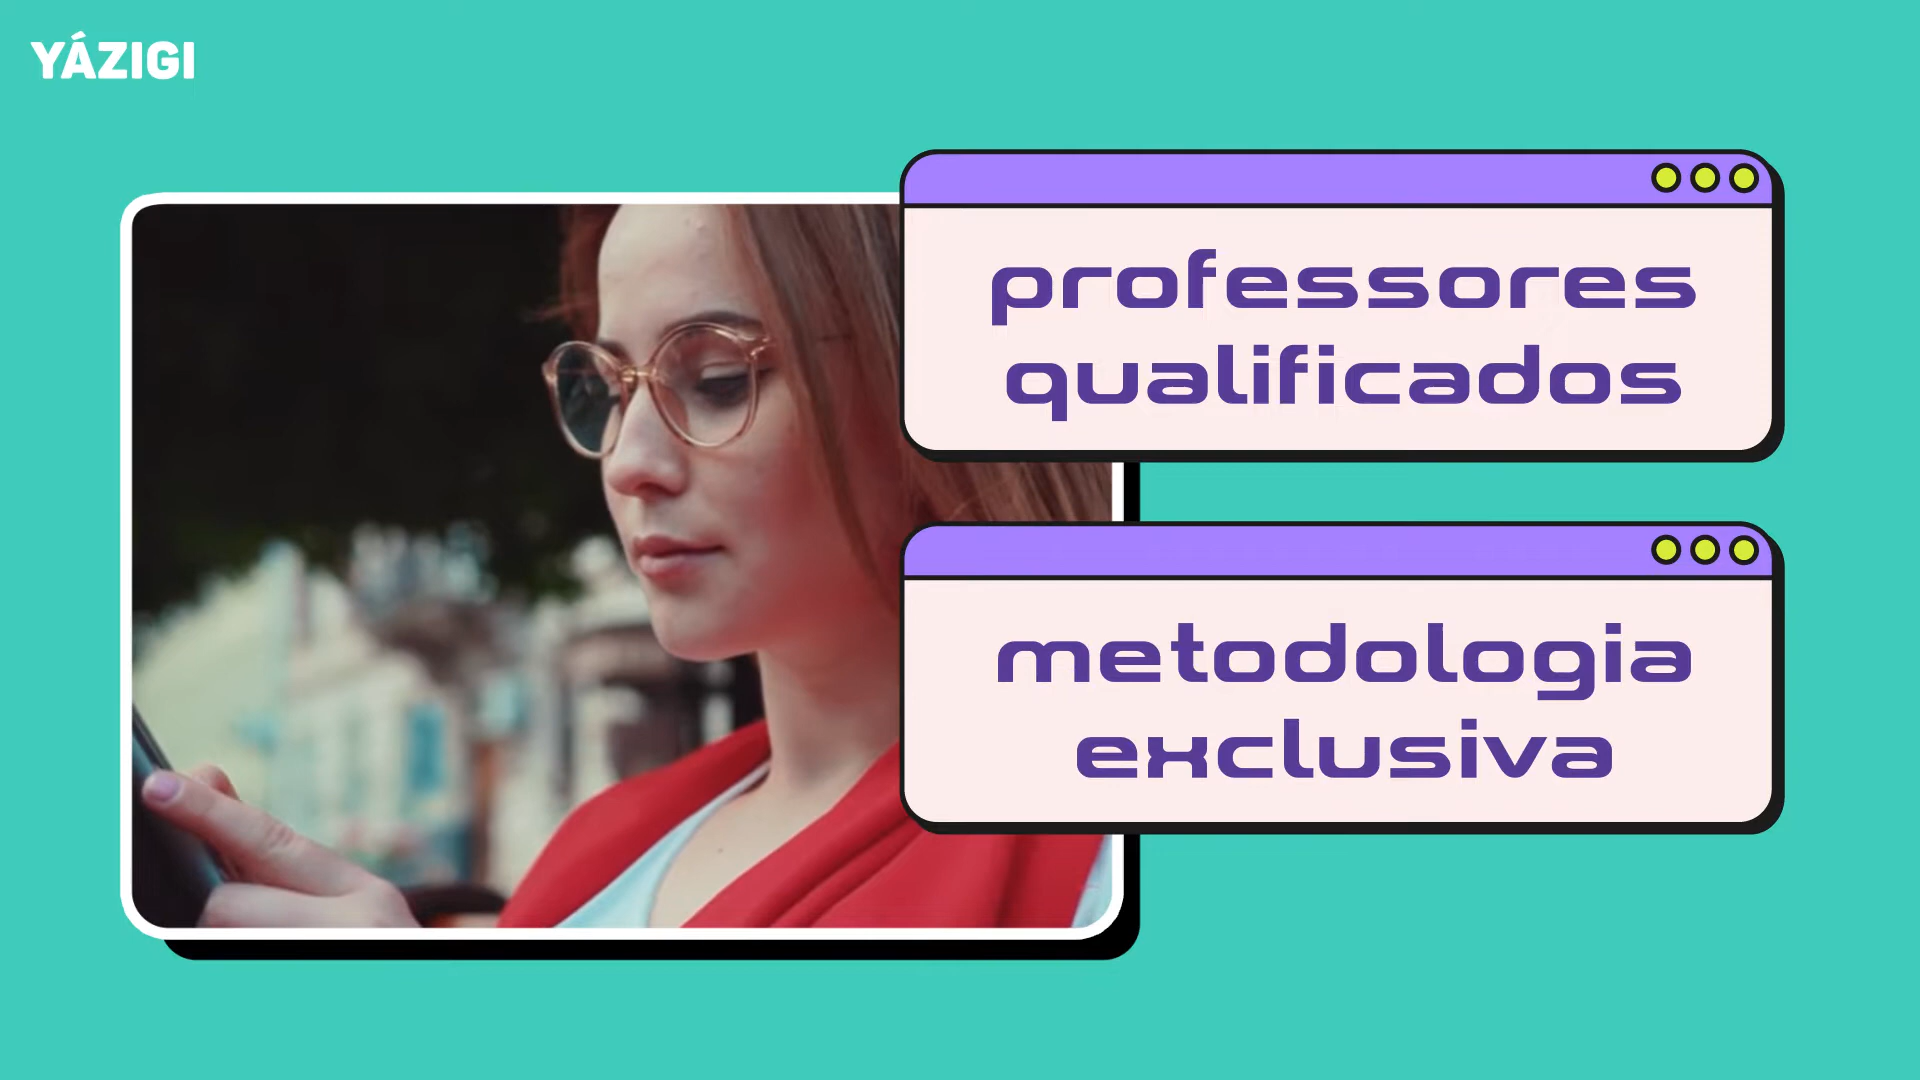 YÁZIGI
professores
qualificados
metodologia
exclusiva